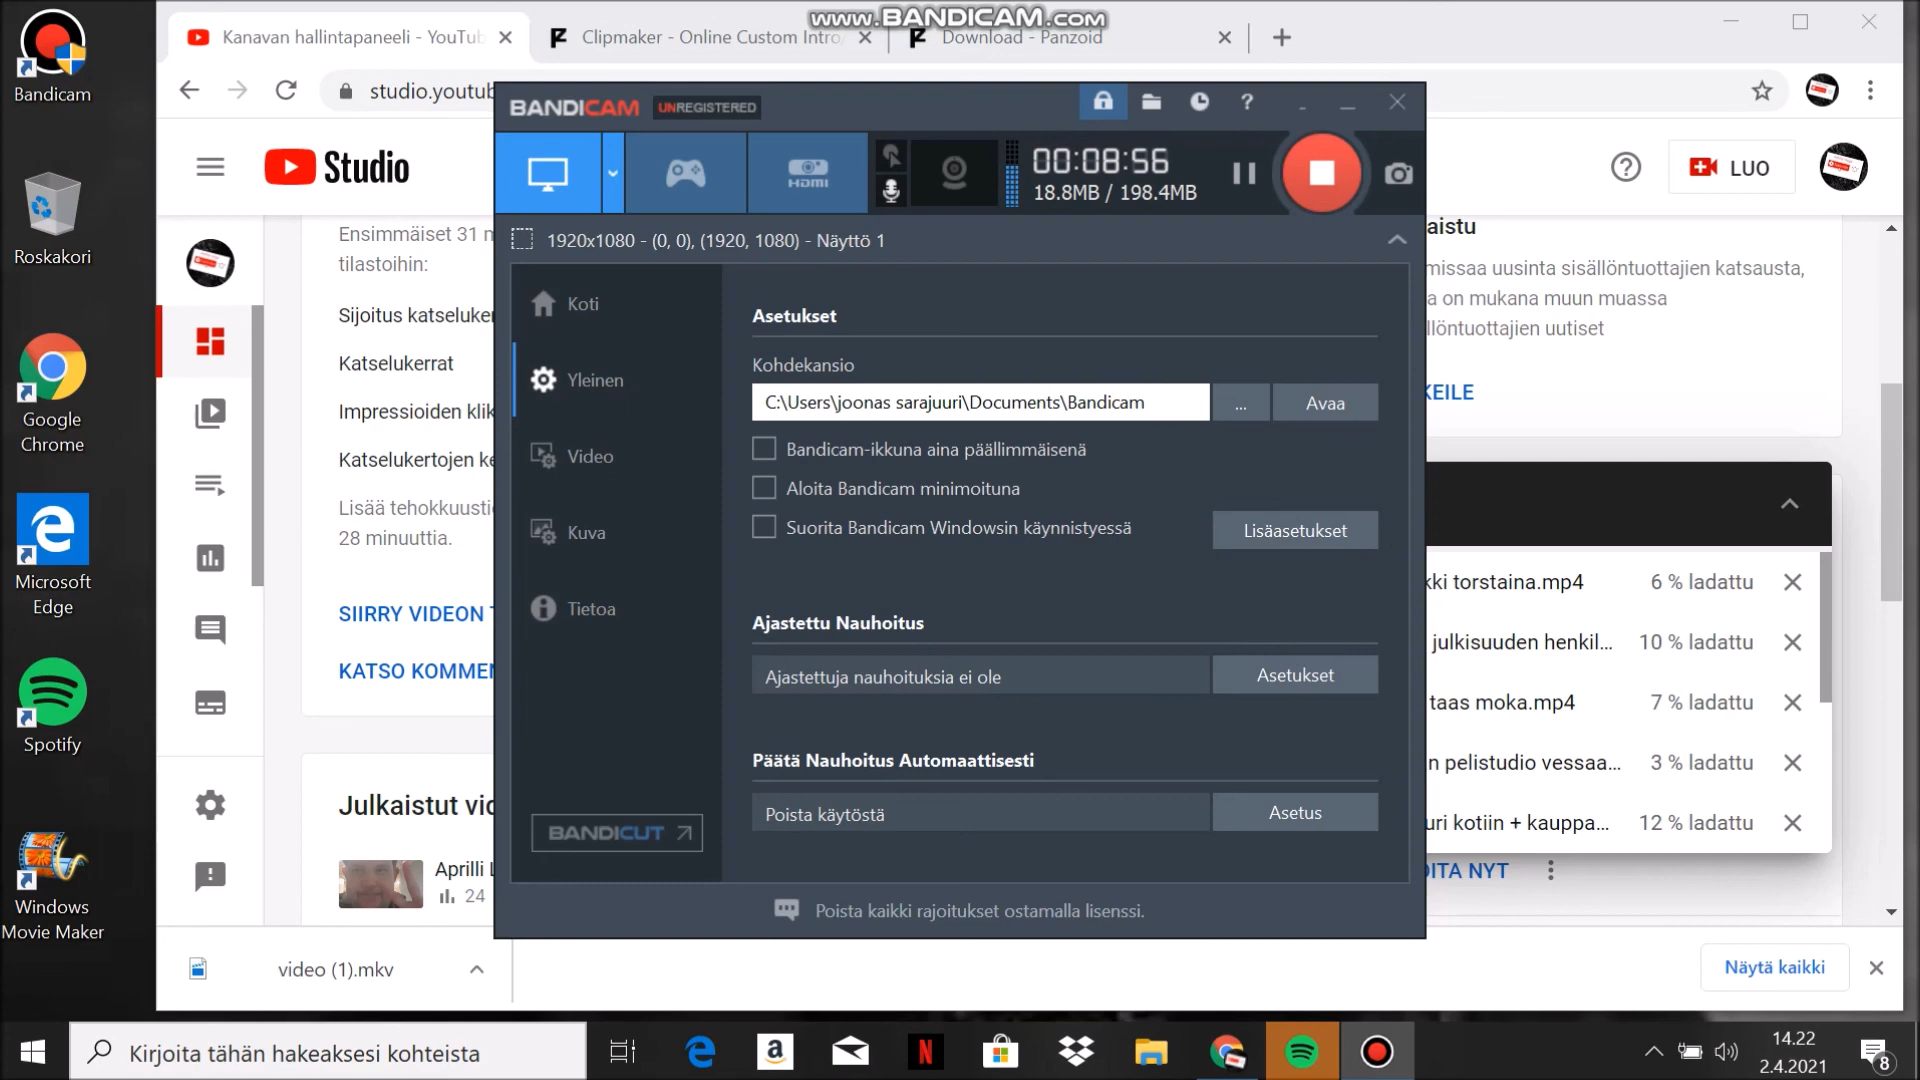 www.BANDICAM.com
Bandicam
Roskakori
Google
Chrome
Microsoft
Edge
Spotify
Windows
Movie Maker
Kanavan hallintapaneeli - YouTub
Clipmaker - Online Custom Intro/
Download - Panzoid
studio.youtub
Studio
LUO
Ensimmäiset 31 m
tilastoihin:
Sijoitus katseluker
Katselukerrat
Impressioiden klik
Katselukertojen ke
Lisää tehokkuustie
28 minuuttia.
SIIRRY VIDEON T
KATSO KOMMEN
Julkaistut vid
Aprilli L
24
BANDICAM UNREGISTERED
HDMI
00:08:56
18.8MB / 198.4MB
1920x1080 - (0, 0), (1920, 1080) - Näyttö 1
Koti
Yleinen
Video
Kuva
Tietoa
BANDICUT
Asetukset
Kohdekansio
C:\Users\joonas sarajuuri\Documents\Bandicam
...
Avaa
Bandicam-ikkuna aina päällimmäisenä
Aloita Bandicam minimoituna
Suorita Bandicam Windowsin käynnistyessä
Lisäasetukset
Ajastettu Nauhoitus
Ajastettuja nauhoituksia ei ole
Asetukset
Päätä Nauhoitus Automaattisesti
Poista käytöstä
Asetus
Poista kaikki rajoitukset ostamalla lisenssi.
aistu
missaa uusinta sisällöntuottajien katsausta,
a on mukana muun muassa
llöntuottajien uutiset
KEILE
kki torstaina.mp4 6 % ladattu
julkisuuden henkil... 10 % ladattu
taas moka.mp4 7 % ladattu
n pelistudio vessaa... 3 % ladattu
uri kotiin + kauppa... 12 % ladattu
OITA NYT
video (1).mkv
Näytä kaikki
Kirjoita tähän hakeaksesi kohteista
14.22
2.4.2021
8